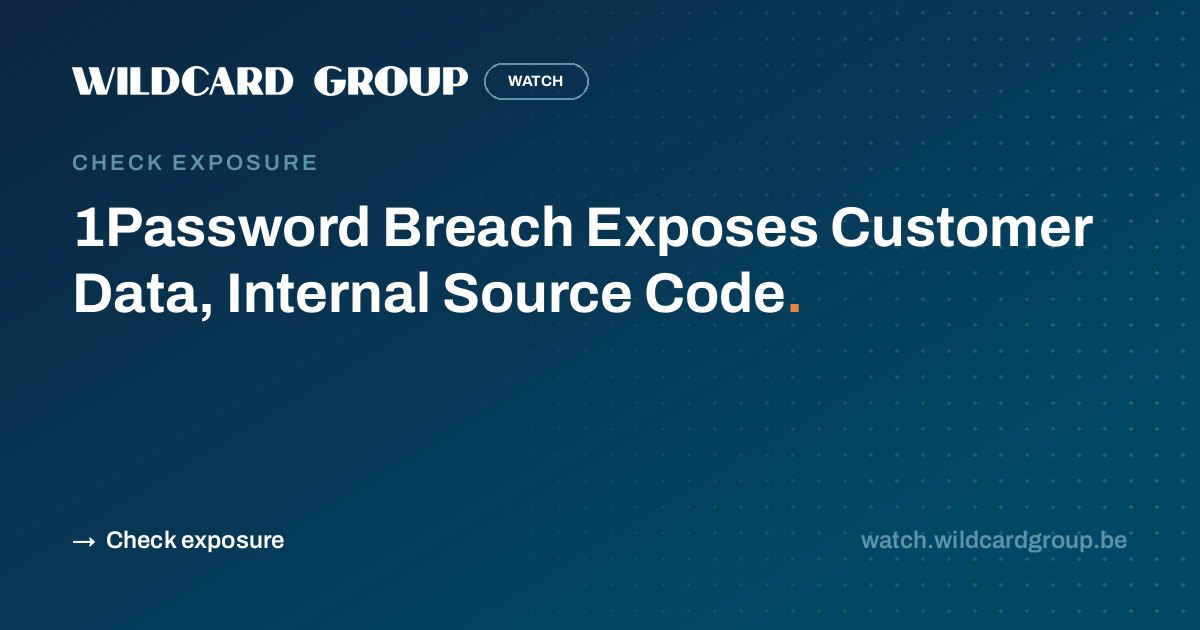 WILDCARD GROUP WATCH
CHECK EXPOSURE
1Password Breach Exposes Customer
Data, Internal Source Code.
→ Check exposure
watch.wildcardgroup.be